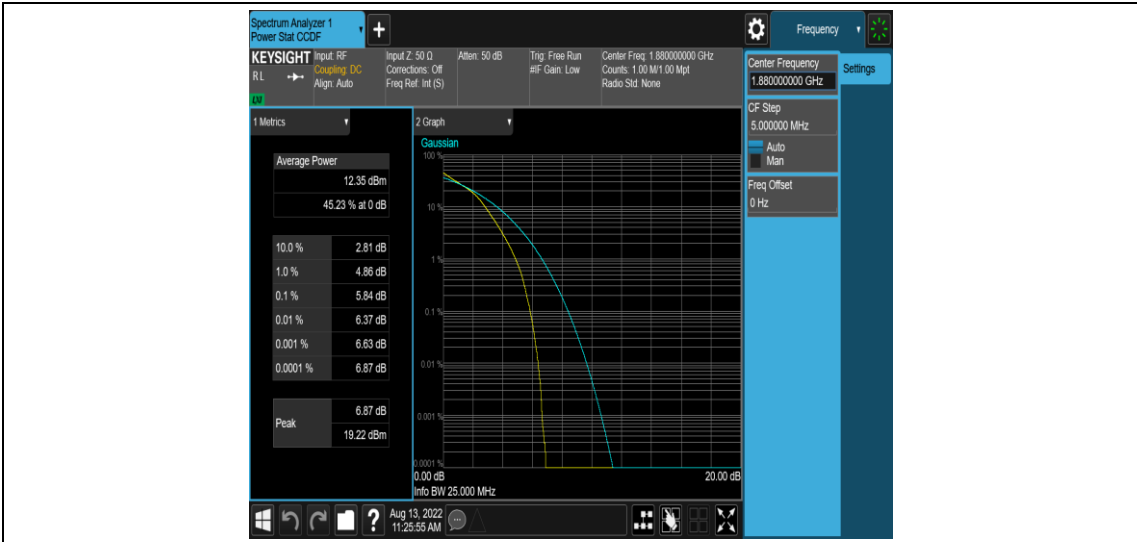 Spectrum Analyzer 1
Power Stat CCDF
+
Frequency
KEYSIGHT
RL
LXI
Input: RF
Coupling: DC
Align: Auto
Input Z: 50 Ω
Corrections: Off
Freq Ref: Int (S)
Atten: 50 dB
Trig: Free Run
#IF Gain: Low
Center Freq: 1.880000000 GHz
Counts: 1.00 M/1.00 Mpt
Radio Std: None
Center Frequency
1.880000000 GHz
Settings
CF Step
5.000000 MHz
Auto
Man
Freq Offset
0 Hz
1 Metrics
Average Power
12.35 dBm
45.23 % at 0 dB
10.0 % 2.81 dB
1.0 % 4.86 dB
0.1 % 5.84 dB
0.01 % 6.37 dB
0.001 % 6.63 dB
0.0001 % 6.87 dB
Peak
6.87 dB
19.22 dBm
2 Graph
Gaussian
100 %
10 %
1 %
0.1 %
0.01 %
0.001 %
0.0001 %
0.00 dB 20.00 dB
Info BW 25.000 MHz
?
Aug 13, 2022
11:25:55 AM